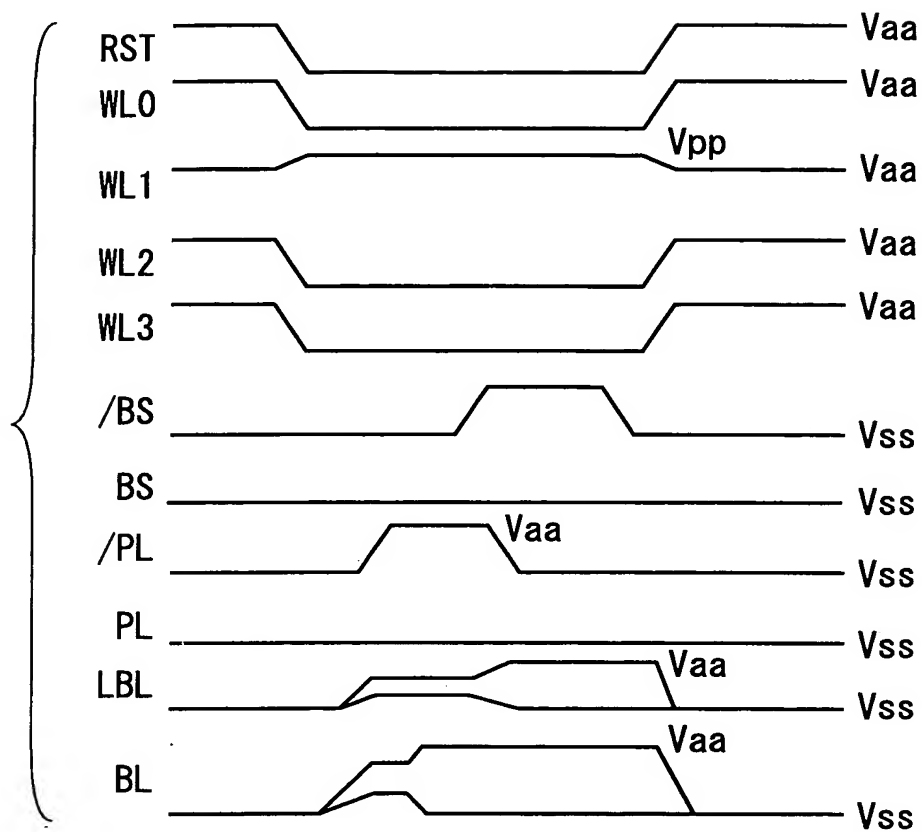 RST Vaa
WL0 Vaa
WL1 Vpp Vaa
WL2 Vaa
WL3 Vaa
/BS Vss
BS Vss
/PL Vaa Vss
PL Vss
LBL Vaa Vss
BL Vaa Vss